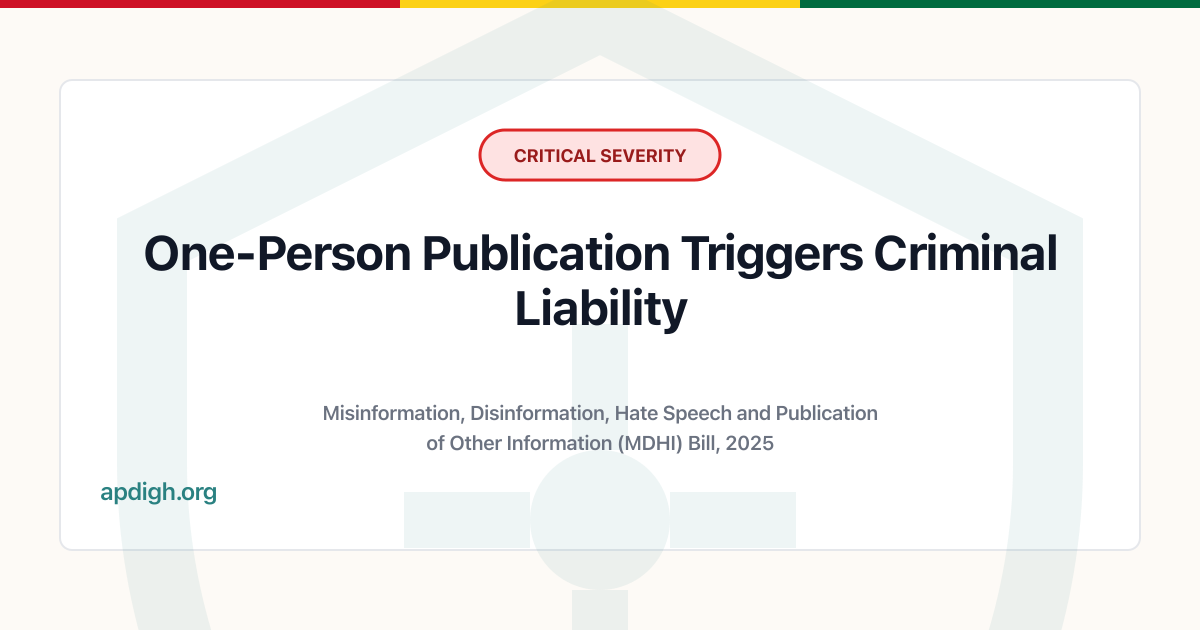 CRITICAL SEVERITY
One-Person Publication Triggers Criminal
Liability
Misinformation, Disinformation, Hate Speech and Publication
of Other Information (MDHI) Bill, 2025
apdigh.org